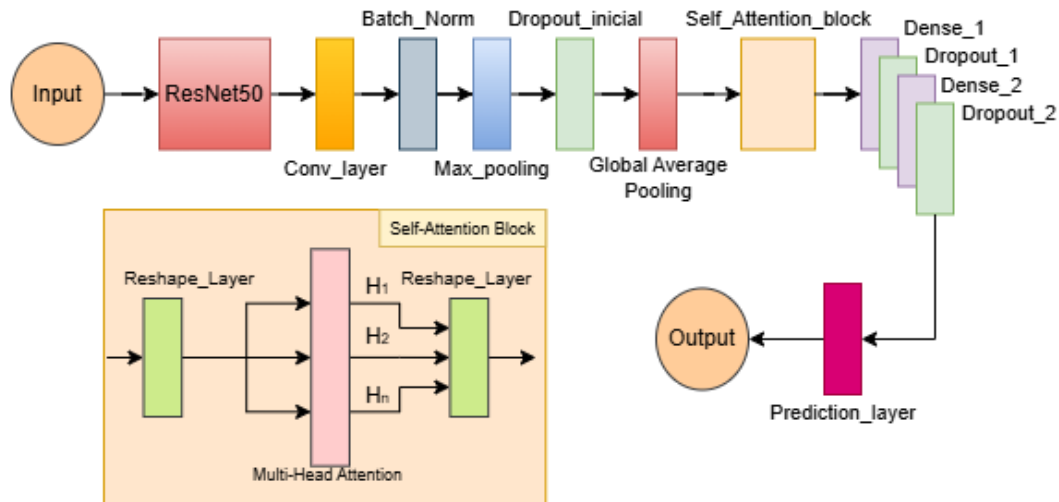 Batch_Norm
Dropout_inicial
Self_Attention_block
Dense_1
Dropout_1
Dense_2
Dropout_2
Input
ResNet50
Conv_layer
Max_pooling
Global Average
Pooling
Self-Attention Block
Reshape_Layer
H1
H2
Hn
Reshape_Layer
Multi-Head Attention
Output
Prediction_layer